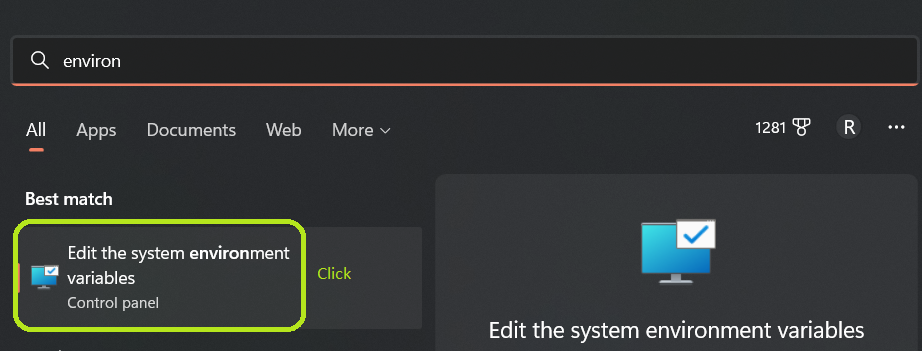 environ
All Apps Documents Web More 1281 R ...
Best match
Edit the system environment
variables
Control panel
Click
Edit the system environment variables